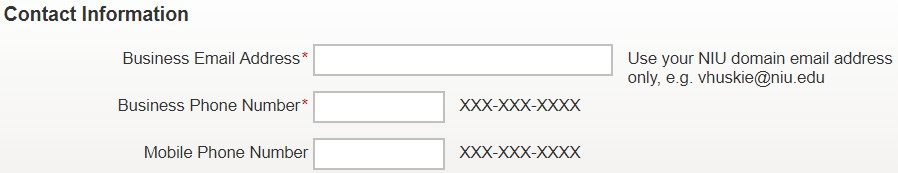 Contact Information
Business Email Address* Use your NIU domain email address
only, e.g. vhuskie@niu.edu
Business Phone Number* XXX-XXX-XXXX
Mobile Phone Number XXX-XXX-XXXX